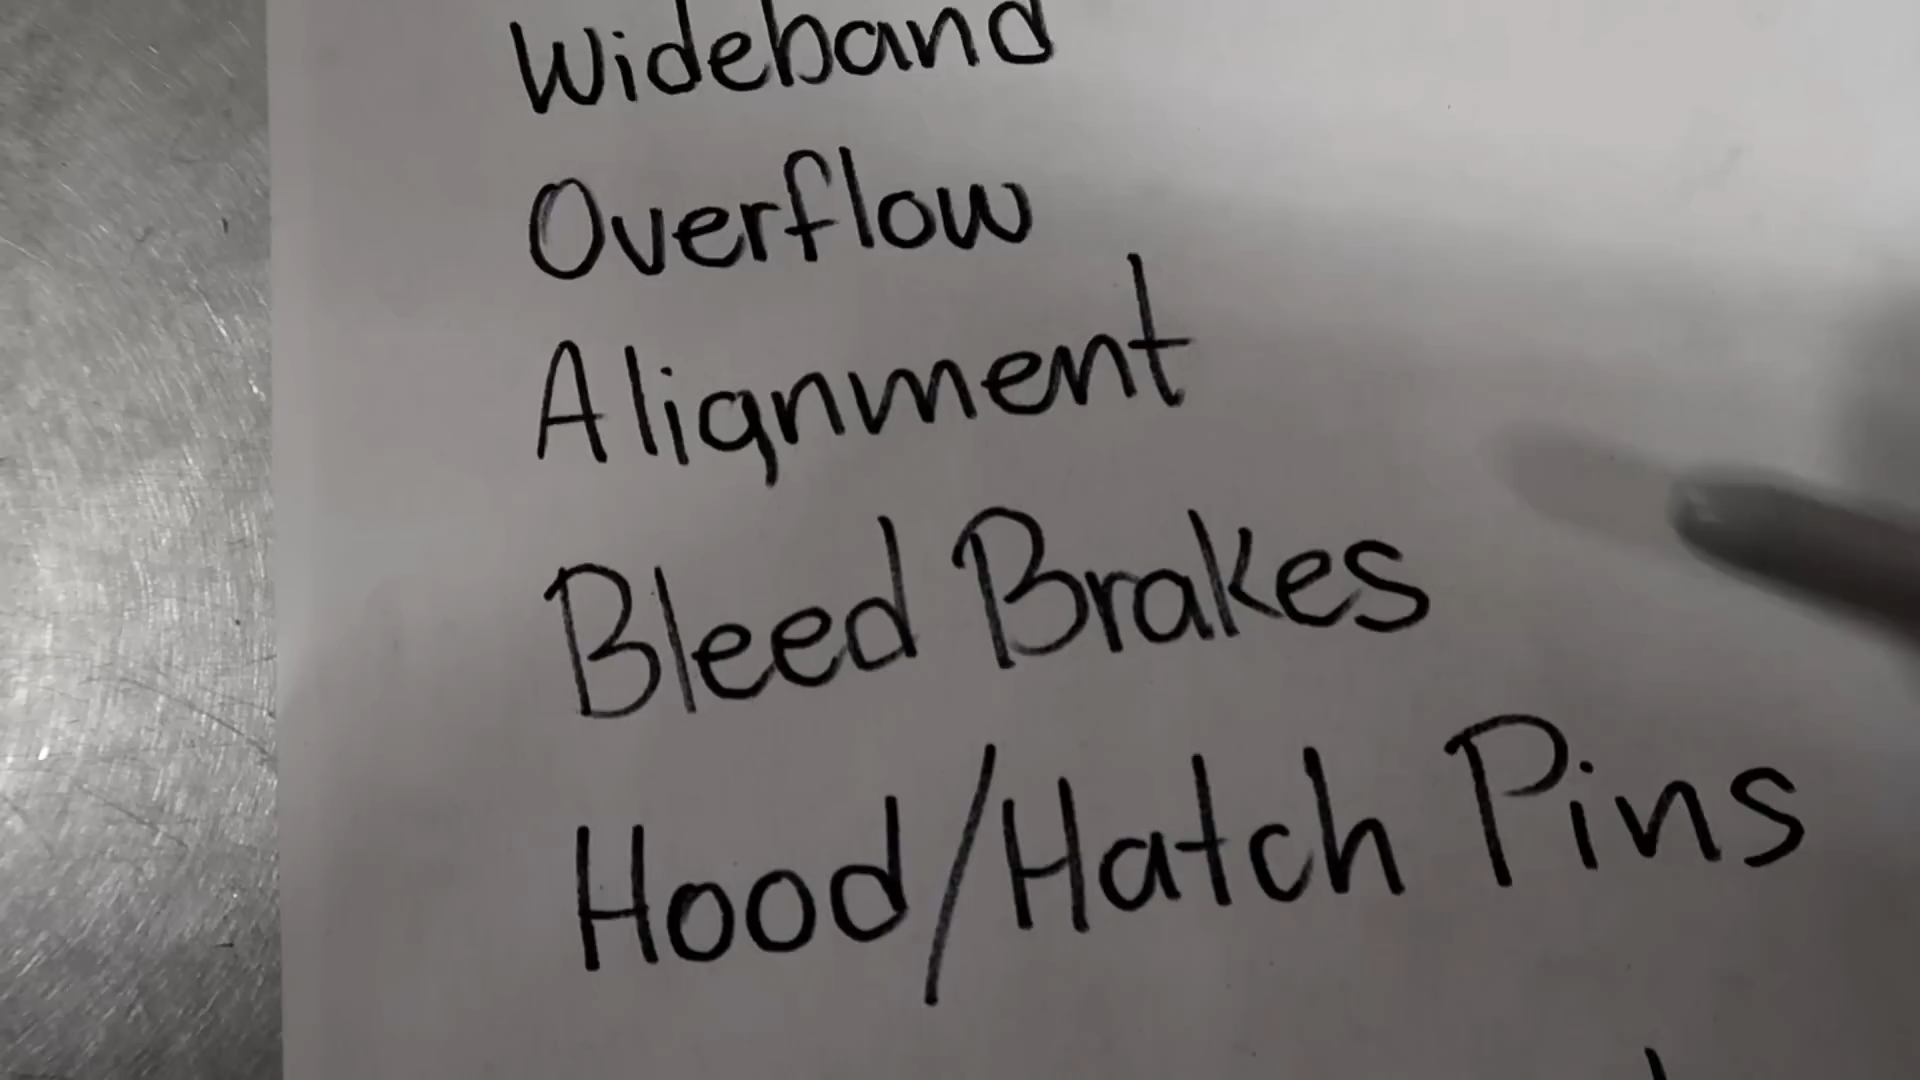 Wideband
Overflow
Alignment
Bleed Brakes
Hood/Hatch Pins